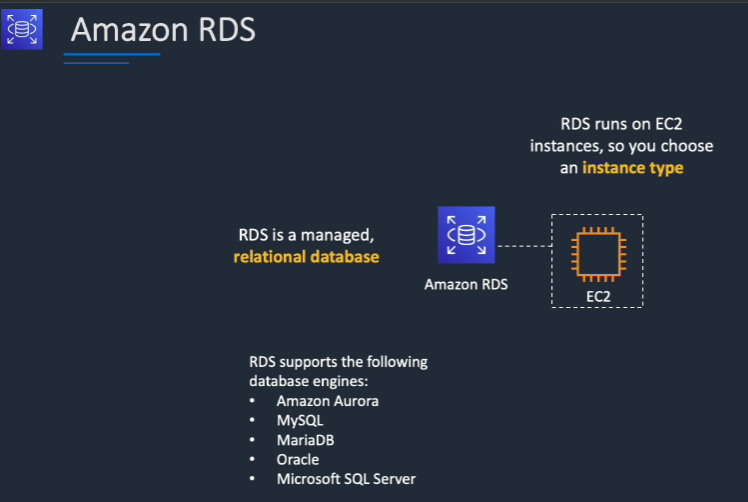 Amazon RDS
RDS runs on EC2
instances, so you choose
an instance type
RDS is a managed,
relational database
Amazon RDS
EC2
RDS supports the following
database engines:
• Amazon Aurora
• MySQL
• MariaDB
• Oracle
• Microsoft SQL Server